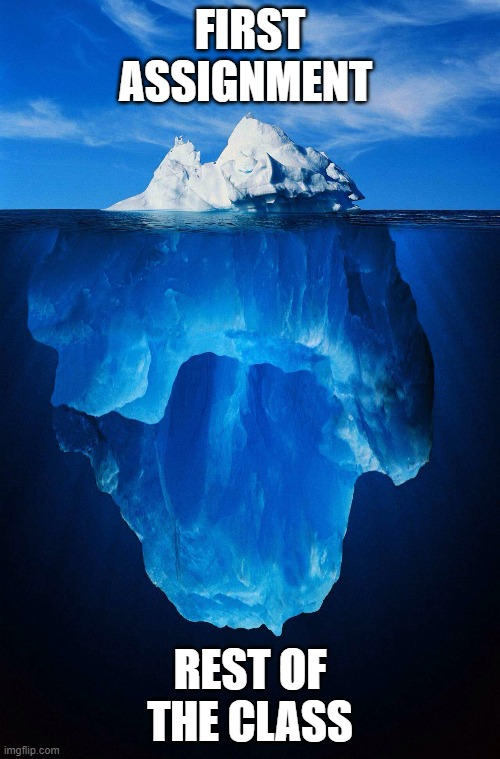 FIRST
ASSIGNMENT
REST OF
THE CLASS
imgflip.com